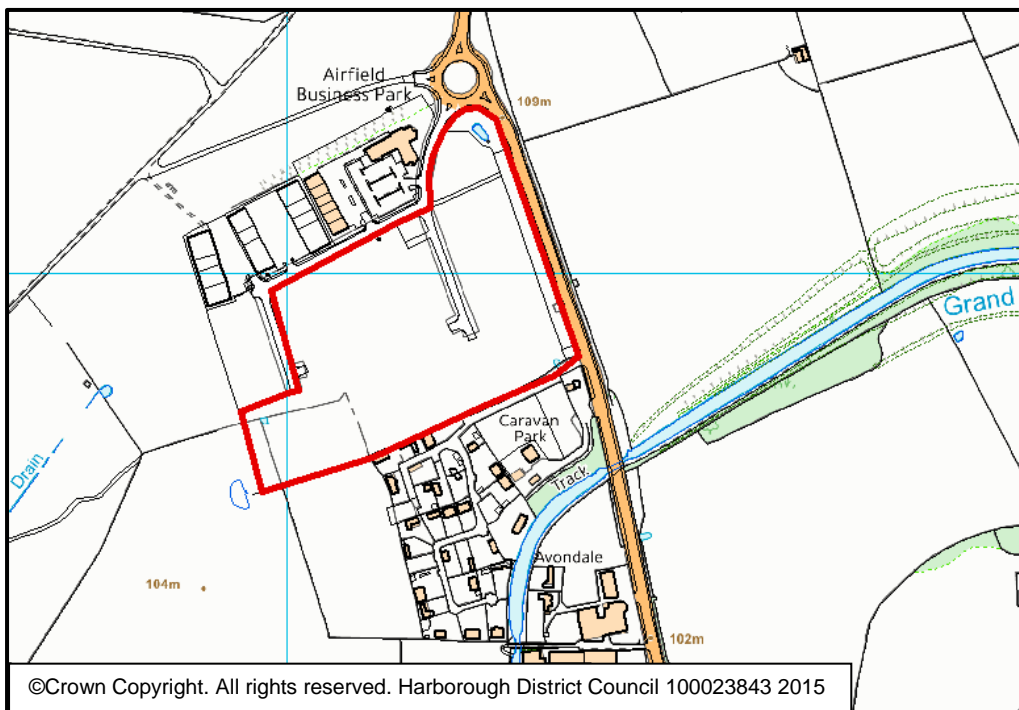 Airfield
Business Park
109m
Grand
Caravan
Park
Track
Drain
Avondale
104m
102m
©Crown Copyright. All rights reserved. Harborough District Council 100023843 2015